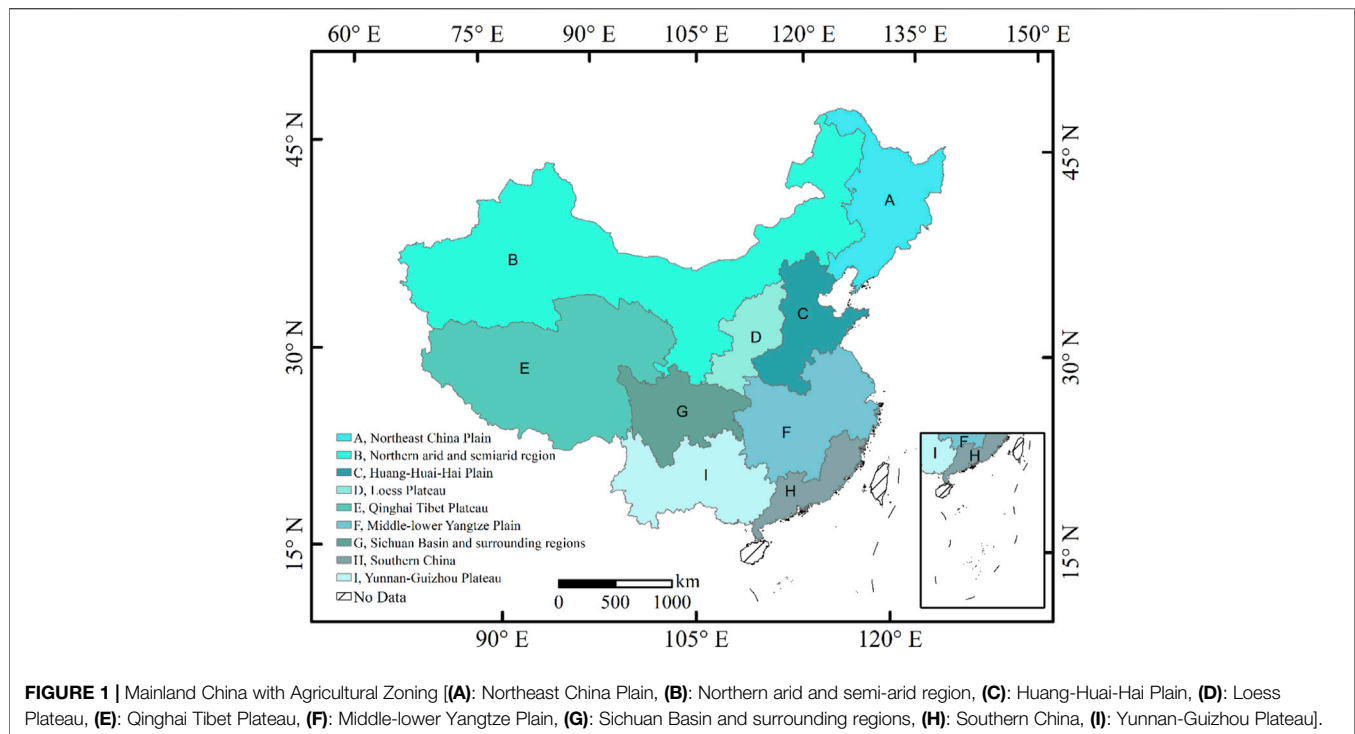 60° E 75° E 90° E 105° E 120° E 135° E 150° E
45° N
45° N
A
B
C
D
30° N
30° N
E
G
F
I
H
A, Northeast China Plain
B, Northern arid and semiarid region
C, Huang-Huai-Hai Plain
D, Loess Plateau
E, Qinghai Tibet Plateau
F, Middle-lower Yangtze Plain
G, Sichuan Basin and surrounding regions
H, Southern China
I, Yunnan-Guizhou Plateau
No Data
F
I
H
15° N
15° N
km
0 500 1000
90° E 105° E 120° E
FIGURE 1 | Mainland China with Agricultural Zoning [(A): Northeast China Plain, (B): Northern arid and semi-arid region, (C): Huang-Huai-Hai Plain, (D): Loess
Plateau, (E): Qinghai Tibet Plateau, (F): Middle-lower Yangtze Plain, (G): Sichuan Basin and surrounding regions, (H): Southern China, (I): Yunnan-Guizhou Plateau].